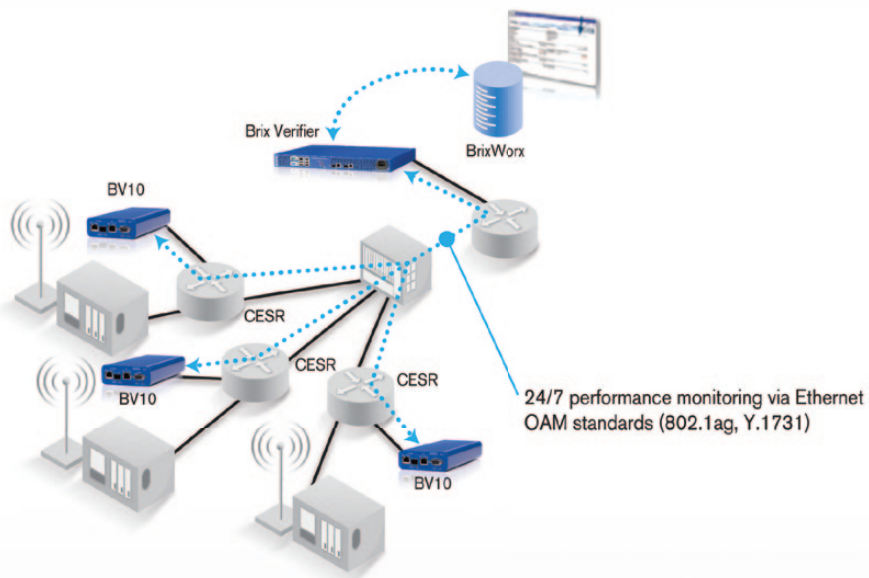 Brix Verifier
BrixWorx
BV10
CESR
CESR
BV10
CESR
BV10
24/7 performance monitoring via Ethernet
OAM standards (802.1ag, Y.1731)